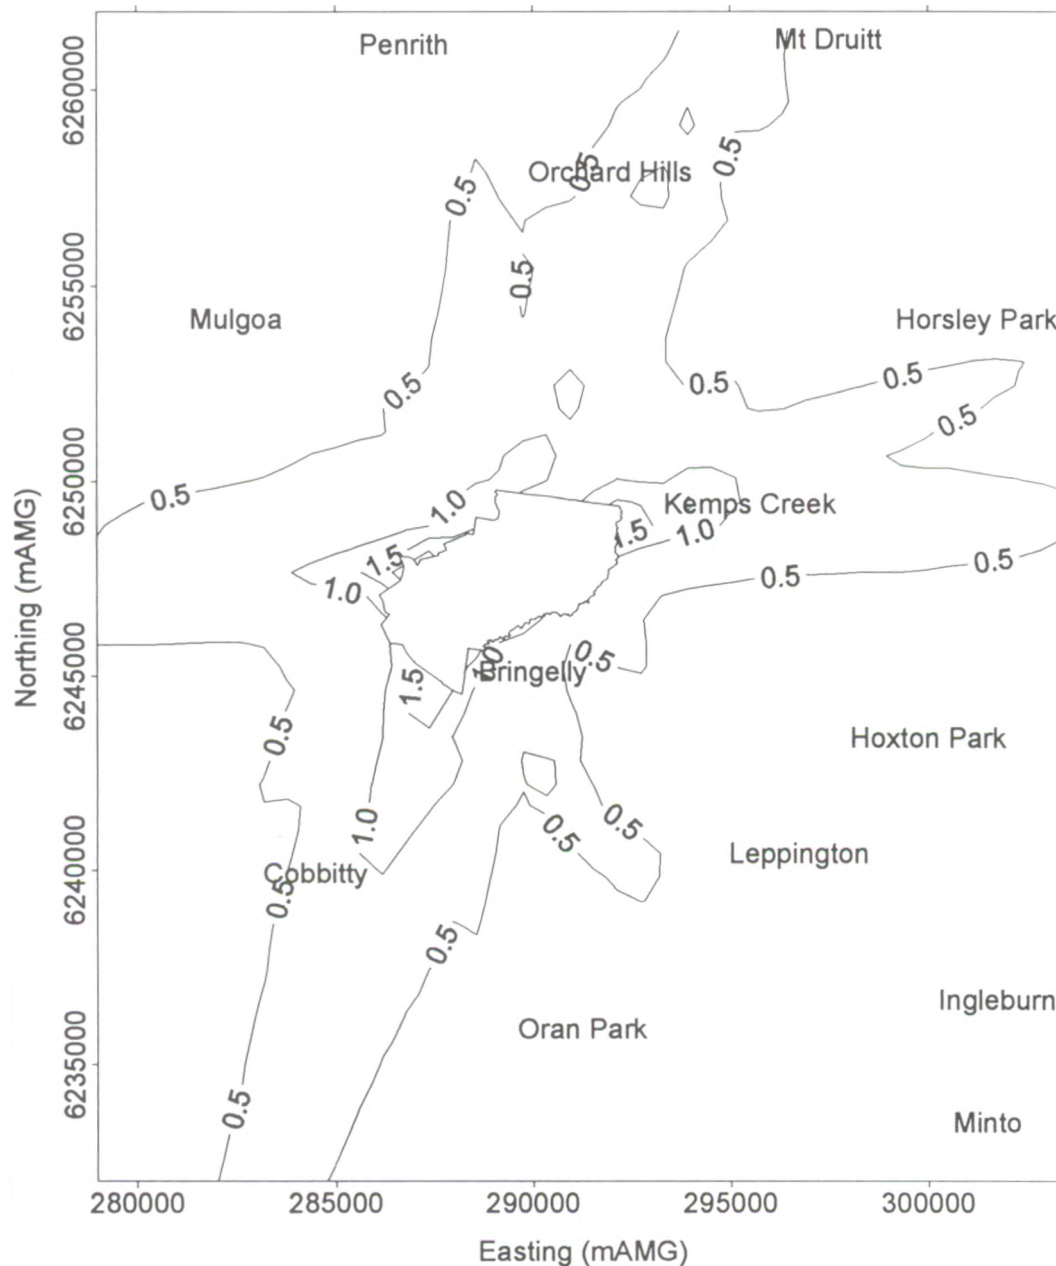 Penrith
Mt Druitt
6260000
0.5
Orchard Hills
0.5
0.5
0.5
6255000
Mulgoa
Horsley Park
0.5
0.5
0.5
0.5
6250000
0.5
1.0
Kemps Creek
1.5
1.0
1.5
1.0
0.5
0.5
Northing (mAMG)
6245000
0.5
1.0
Bringelly
1.5
0.5
Hoxton Park
1.0
0.5
0.5
Leppington
6240000
Cobbitty
0.5
0.5
Ingleburn
Oran Park
6235000
0.5
Minto
280000 285000 290000 295000 300000
Easting (mAMG)